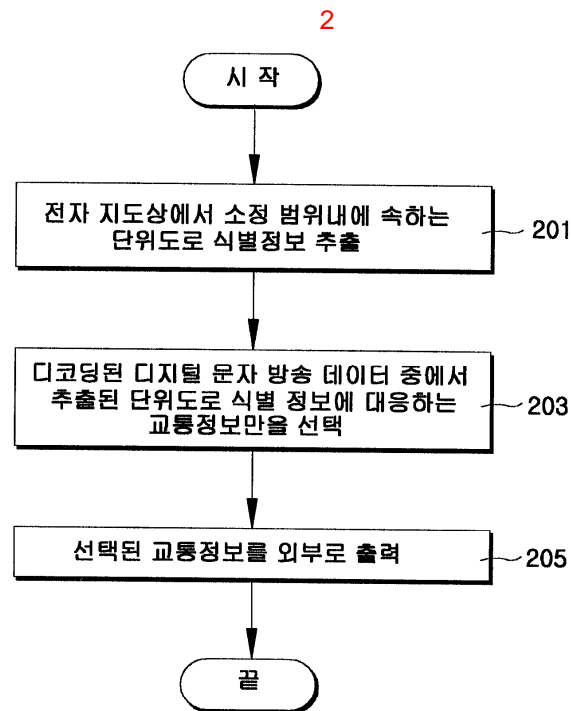 2
시 작
전자 지도상에서 소정 범위내에 속하는
단위도로 식별정보 추출
201
디코딩된 디지털 문자 방송 데이터 중에서
추출된 단위도로 식별 정보에 대응하는
교통정보만을 선택
203
선택된 교통정보를 외부로 출력
205
끝